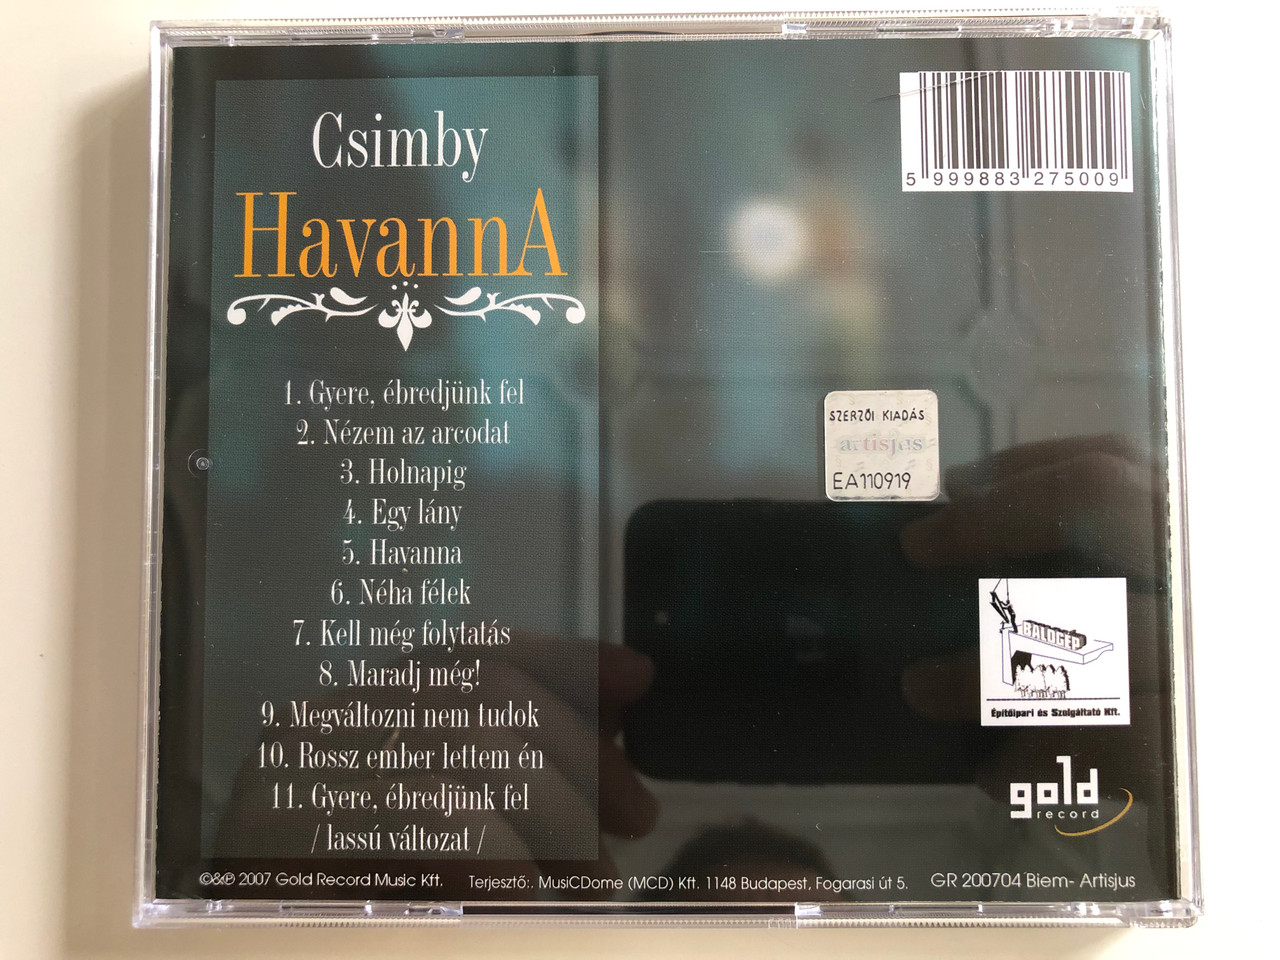 Csimby
HavannA
1. Gyere, ébredjünk fel
2. Nézem az arcodat
3. Holnapig
4. Egy lány
5. Havanna
6. Néha félek
7. Kell még folytatás
8. Maradj még!
9. Megváltozni nem tudok
10. Rossz ember lettem én
11. Gyere, ébredjünk fel
/ lassú változat /
5 999883 275009
SZERZŐI KIADÁS
artisjus
EA110919
BALOGÉP
Építőipari és Szolgáltató Kft.
gold
record
©&℗ 2007 Gold Record Music Kft.
Terjesztő:. MusiCDome (MCD) Kft. 1148 Budapest, Fogarasi út 5.
GR 200704 Biem- Artisjus